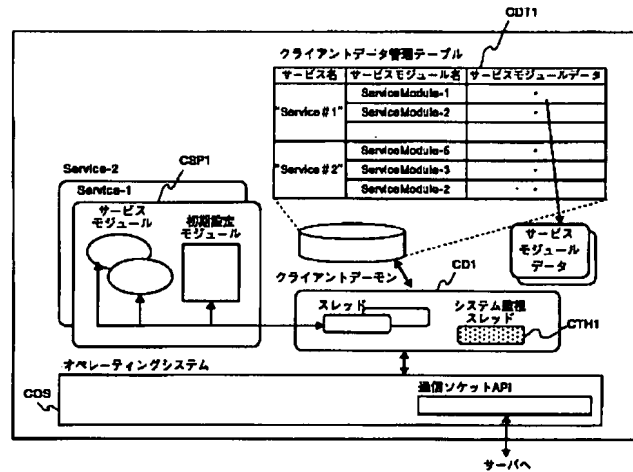 CDT1
クライアントデータ管理テーブル
サービス名 サービスモジュール名 サービスモジュールデータ
"Service#1" ServiceModule-1
ServiceModule-2
"Service#2" ServiceModule-5
ServiceModule-3
ServiceModule-2
CSP1
Service-2
Service-1
サービス
モジュール
初期設定
モジュール
サービス
モジュール
データ
クライアントデーモン
CD1
スレッド
システム監視
スレッド
CTH1
オペレーティングシステム
COS
通信ソケットAPI
サーバへ